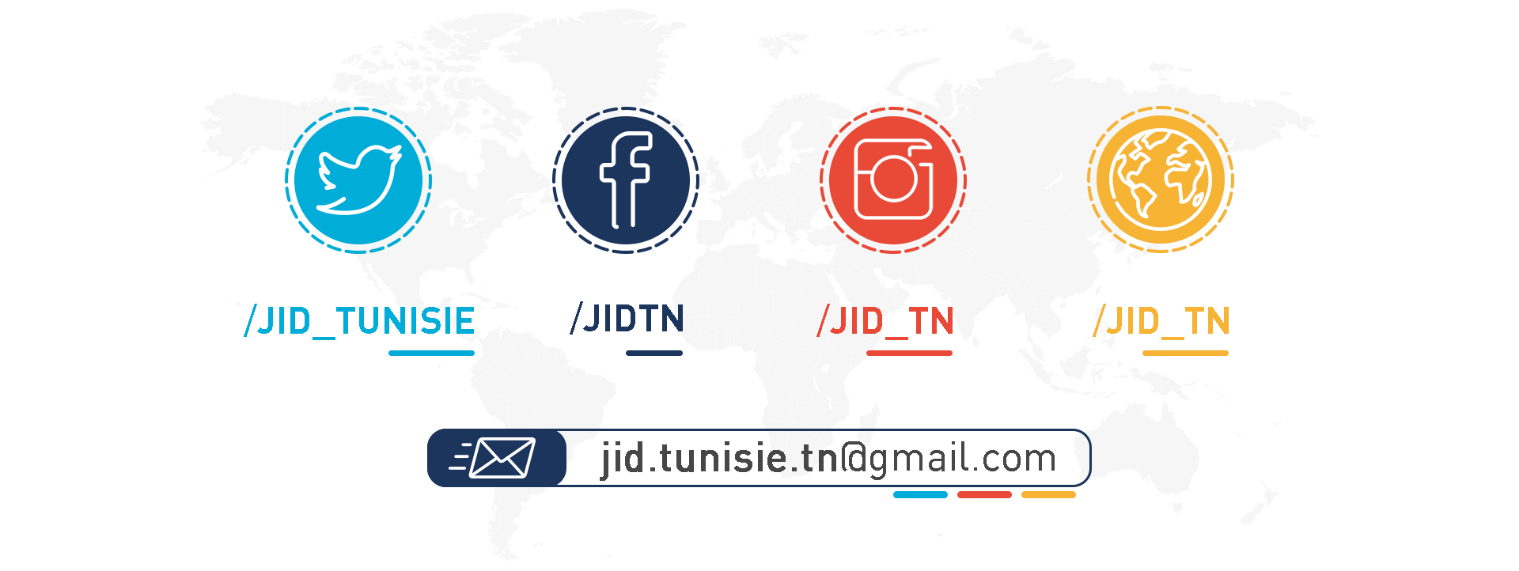 /JID_TUNISIE /JIDTN /JID_TN /JID_TN
jid.tunisie.tn@gmail.com